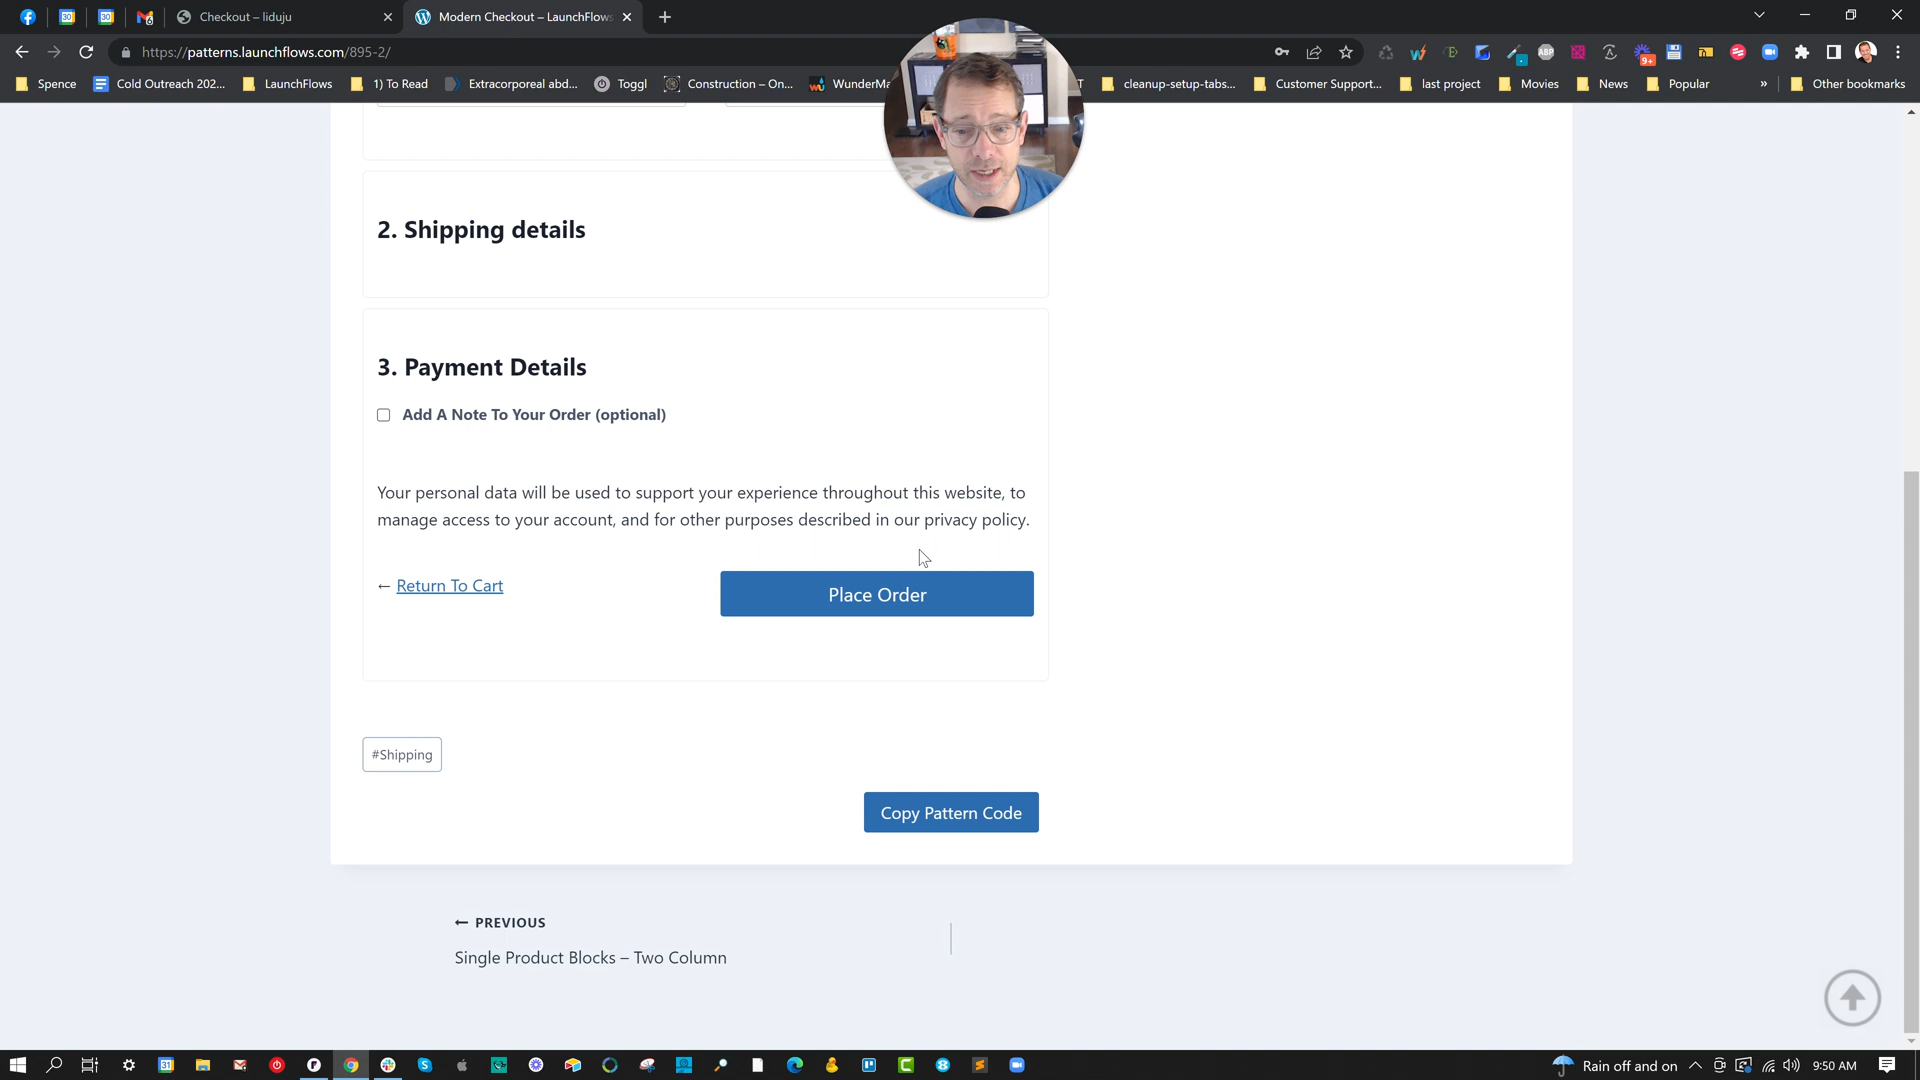 Checkout – liduju
Modern Checkout – LaunchFlows
https://patterns.launchflows.com/895-2/
Spence
Cold Outreach 202...
LaunchFlows
1) To Read
Extracorporeal abd...
Toggl
Construction – On...
WunderMa
cleanup-setup-tabs...
Customer Support...
last project
Movies
News
Popular
»
Other bookmarks
2. Shipping details
3. Payment Details
Add A Note To Your Order (optional)
Your personal data will be used to support your experience throughout this website, to
manage access to your account, and for other purposes described in our privacy policy.
← Return To Cart
Place Order
#Shipping
Copy Pattern Code
← PREVIOUS
Single Product Blocks – Two Column
Rain off and on
9:50 AM